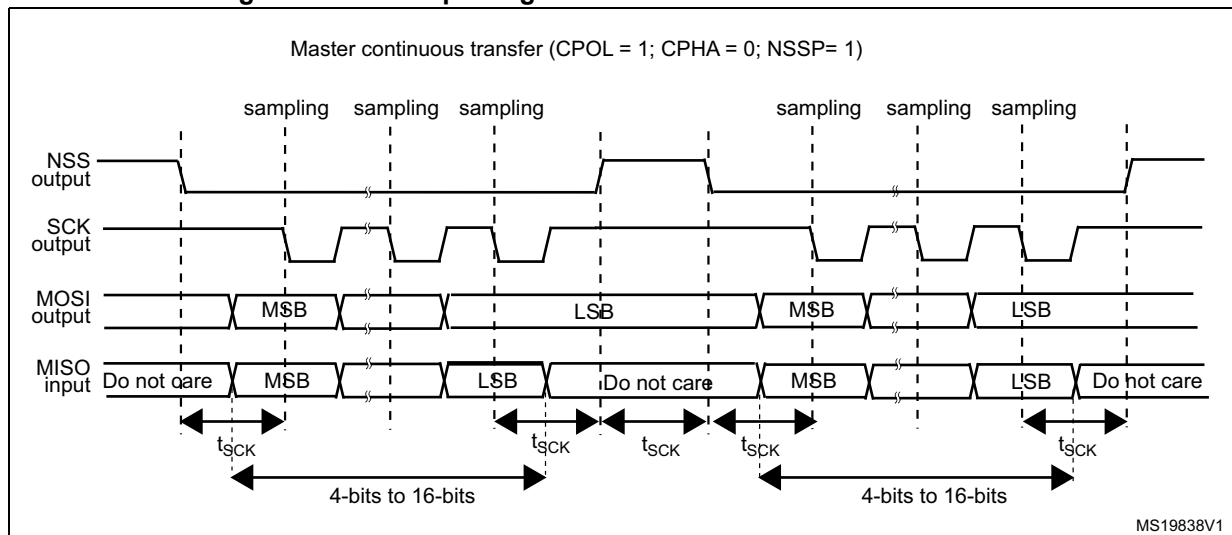 Master continuous transfer (CPOL = 1; CPHA = 0; NSSP= 1)
sampling sampling sampling sampling sampling sampling
NSS
output
SCK
output
MOSI
output
MSB LSB MSB LSB
MISO
input
Do not care MSB LSB Do not care MSB LSB Do not care
tSCK tSCK tSCK tSCK tSCK
4-bits to 16-bits 4-bits to 16-bits
MS19838V1